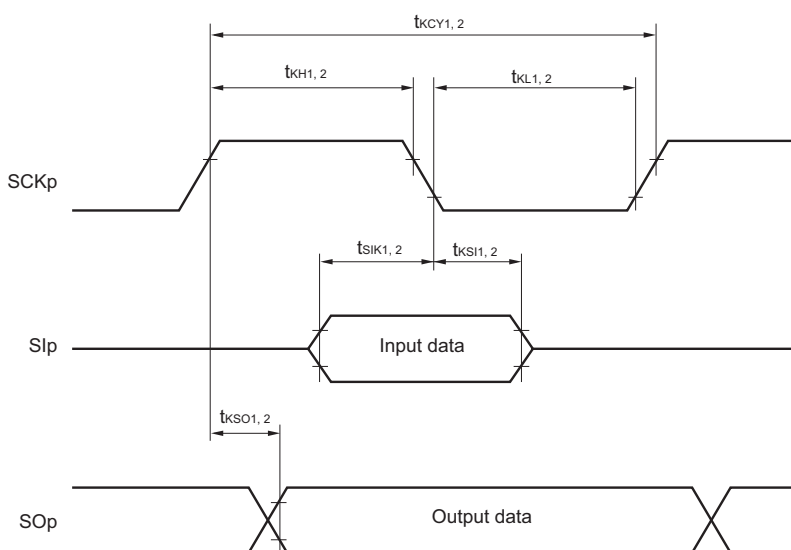 tKCY1, 2
tKH1, 2
tKL1, 2
SCKp
tSIK1, 2
tKSI1, 2
SIp
Input data
tKSO1, 2
SOp
Output data